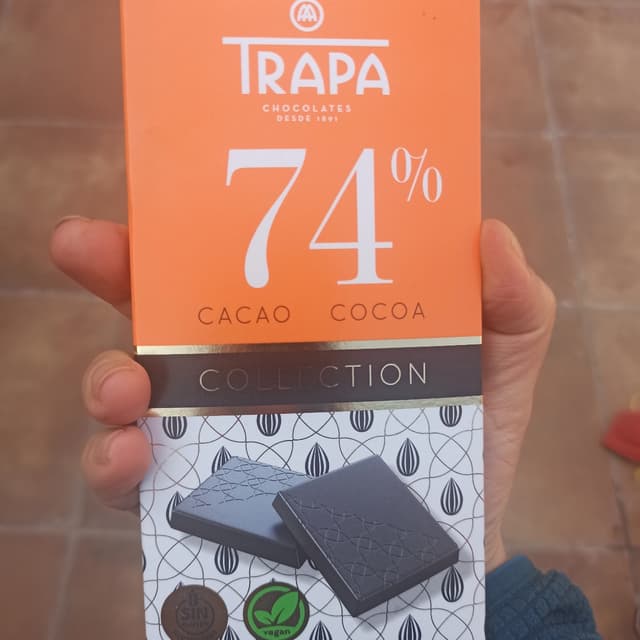 TRAPA
CHOCOLATES
DESDE 1891
74%
CACAO COCOA
COLLECTION
SIN
vegan